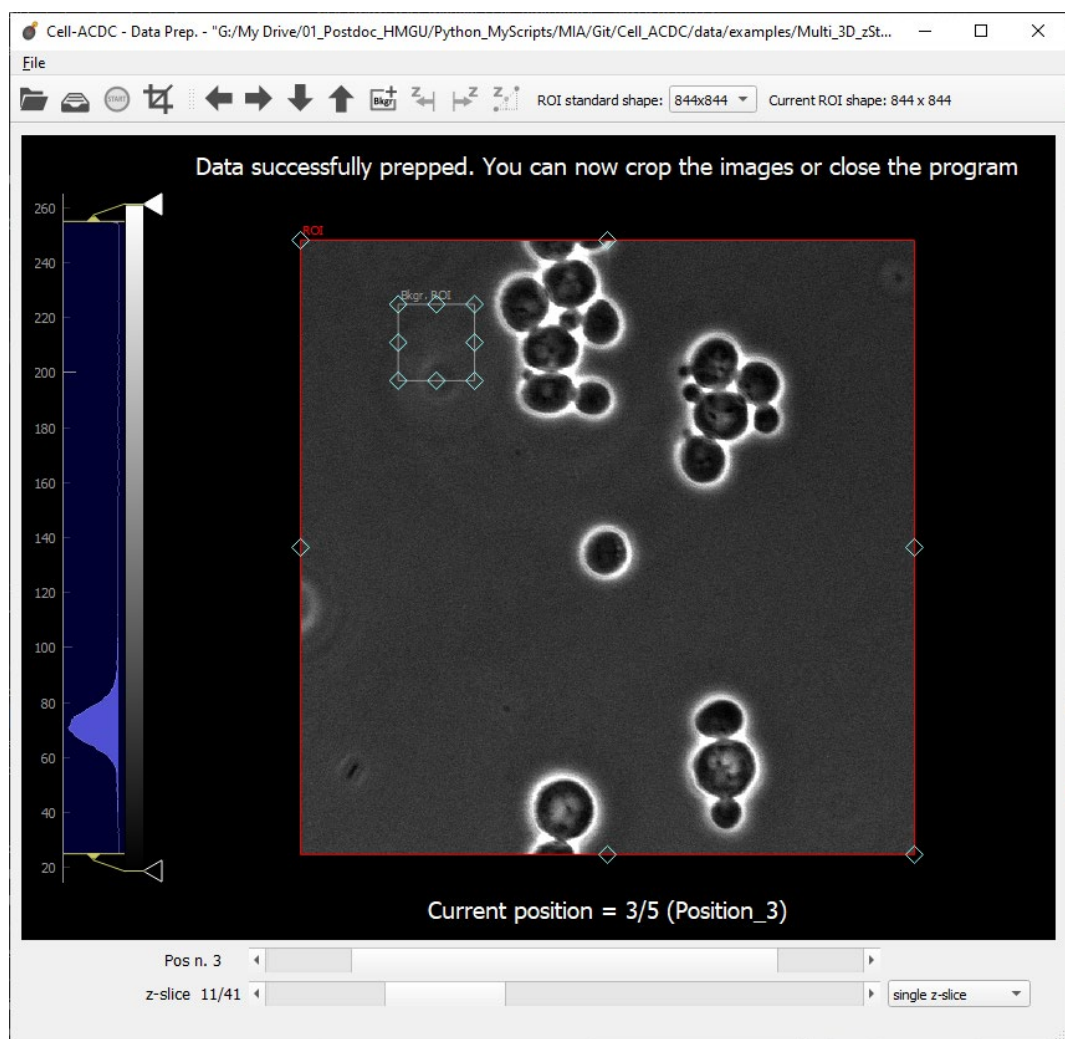 Cell-ACDC - Data Prep. - "G:/My Drive/01_Postdoc_HMGU/Python_MyScripts/MIA/Git/Cell_ACDC/data/examples/Multi_3D_zSt...
File
START
Bkgr
Z
Z
Z
ROI standard shape: 844x844 Current ROI shape: 844 x 844
Data successfully prepped. You can now crop the images or close the program
260
240
220
200
180
160
140
120
100
80
60
40
20
ROI
Bkgr. ROI
Current position = 3/5 (Position_3)
Pos n. 3
z-slice 11/41 single z-slice